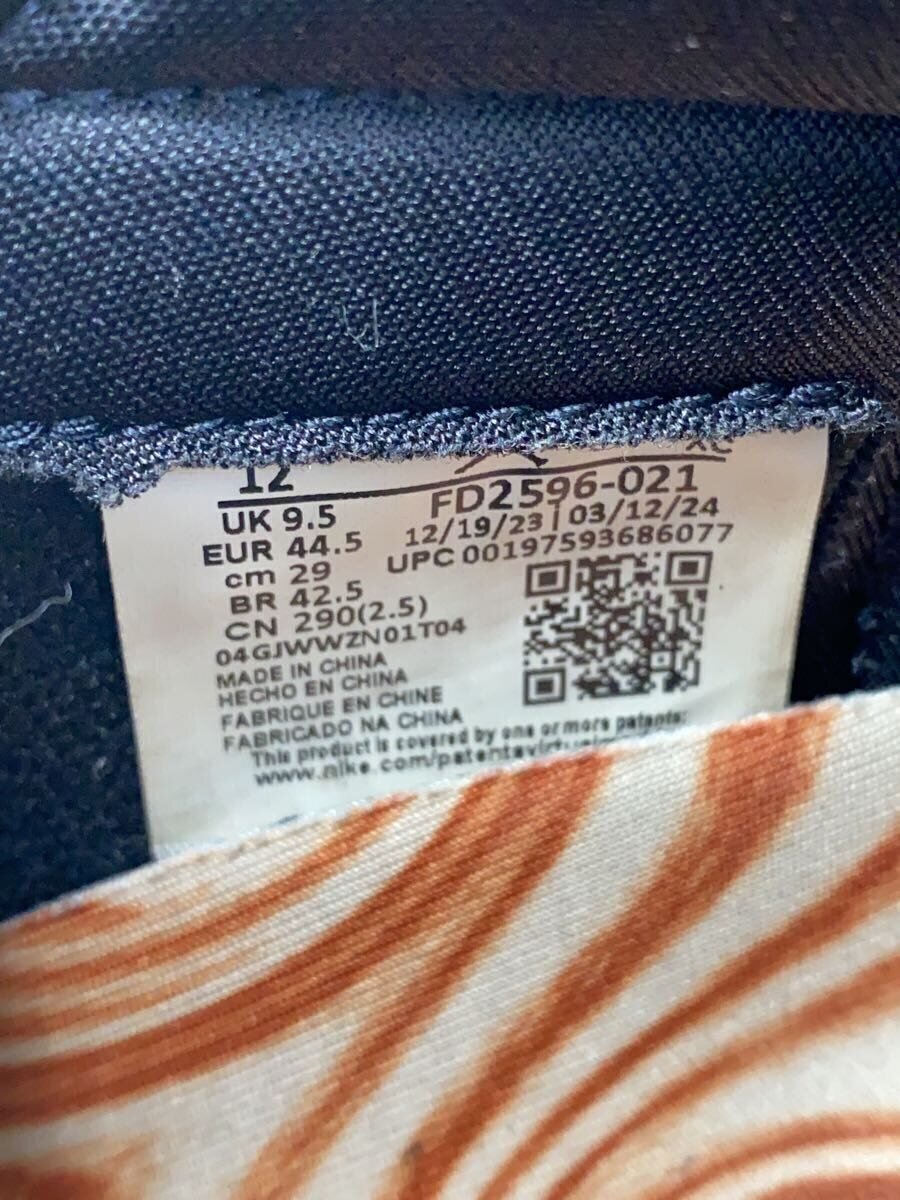 12
XC
UK 9.5
FD2596-021
EUR 44.5
12/19/23 | 03/12/24
cm 29
UPC 00197593686077
BR 42.5
CN 290(2.5)
04GJWWZN01T04
MADE IN CHINA
HECHO EN CHINA
FABRIQUE EN CHINE
FABRICADO NA CHINA
This product is covered by one or more patents:
www.nike.com/patents